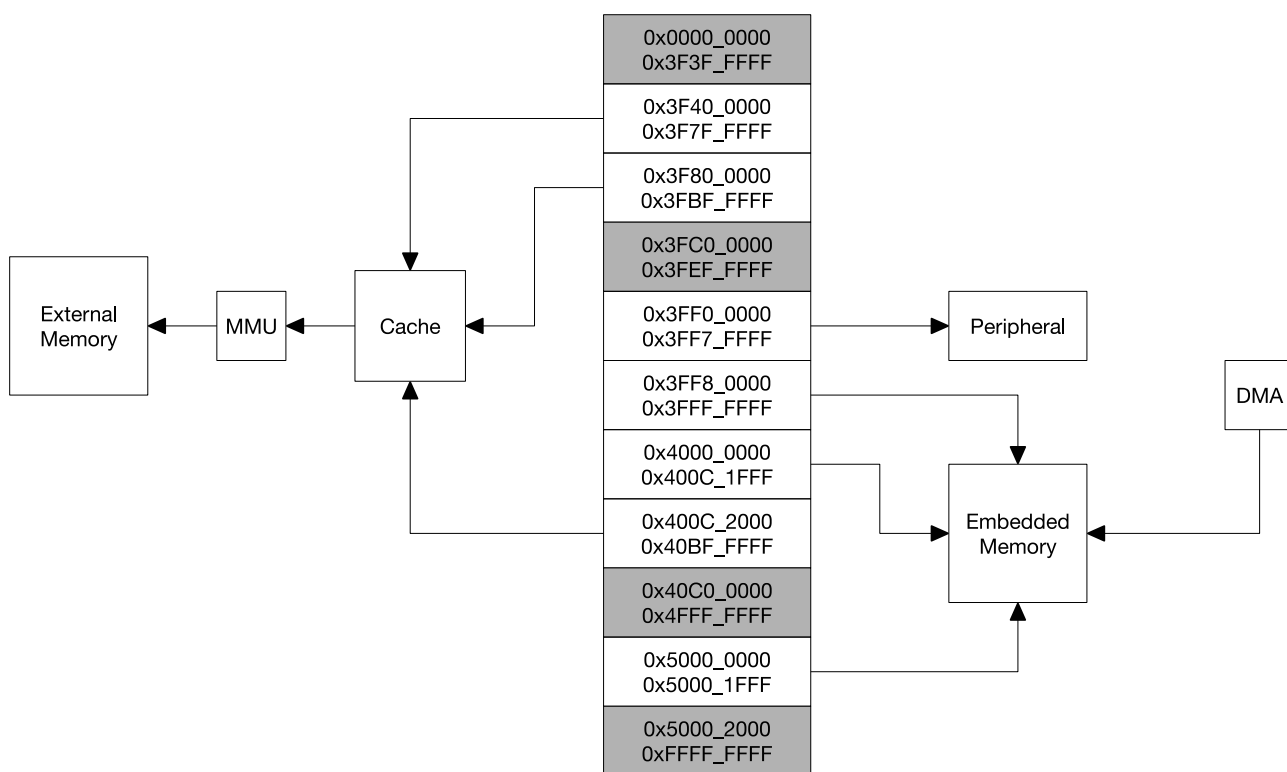 0x0000_0000
0x3F3F_FFFF
0x3F40_0000
0x3F7F_FFFF
0x3F80_0000
0x3FBF_FFFF
0x3FC0_0000
0x3FEF_FFFF
External
Memory
MMU
Cache
0x3FF0_0000
0x3FF7_FFFF
Peripheral
0x3FF8_0000
0x3FFF_FFFF
DMA
0x4000_0000
0x400C_1FFF
0x400C_2000
0x40BF_FFFF
Embedded
Memory
0x40C0_0000
0x4FFF_FFFF
0x5000_0000
0x5000_1FFF
0x5000_2000
0xFFFF_FFFF